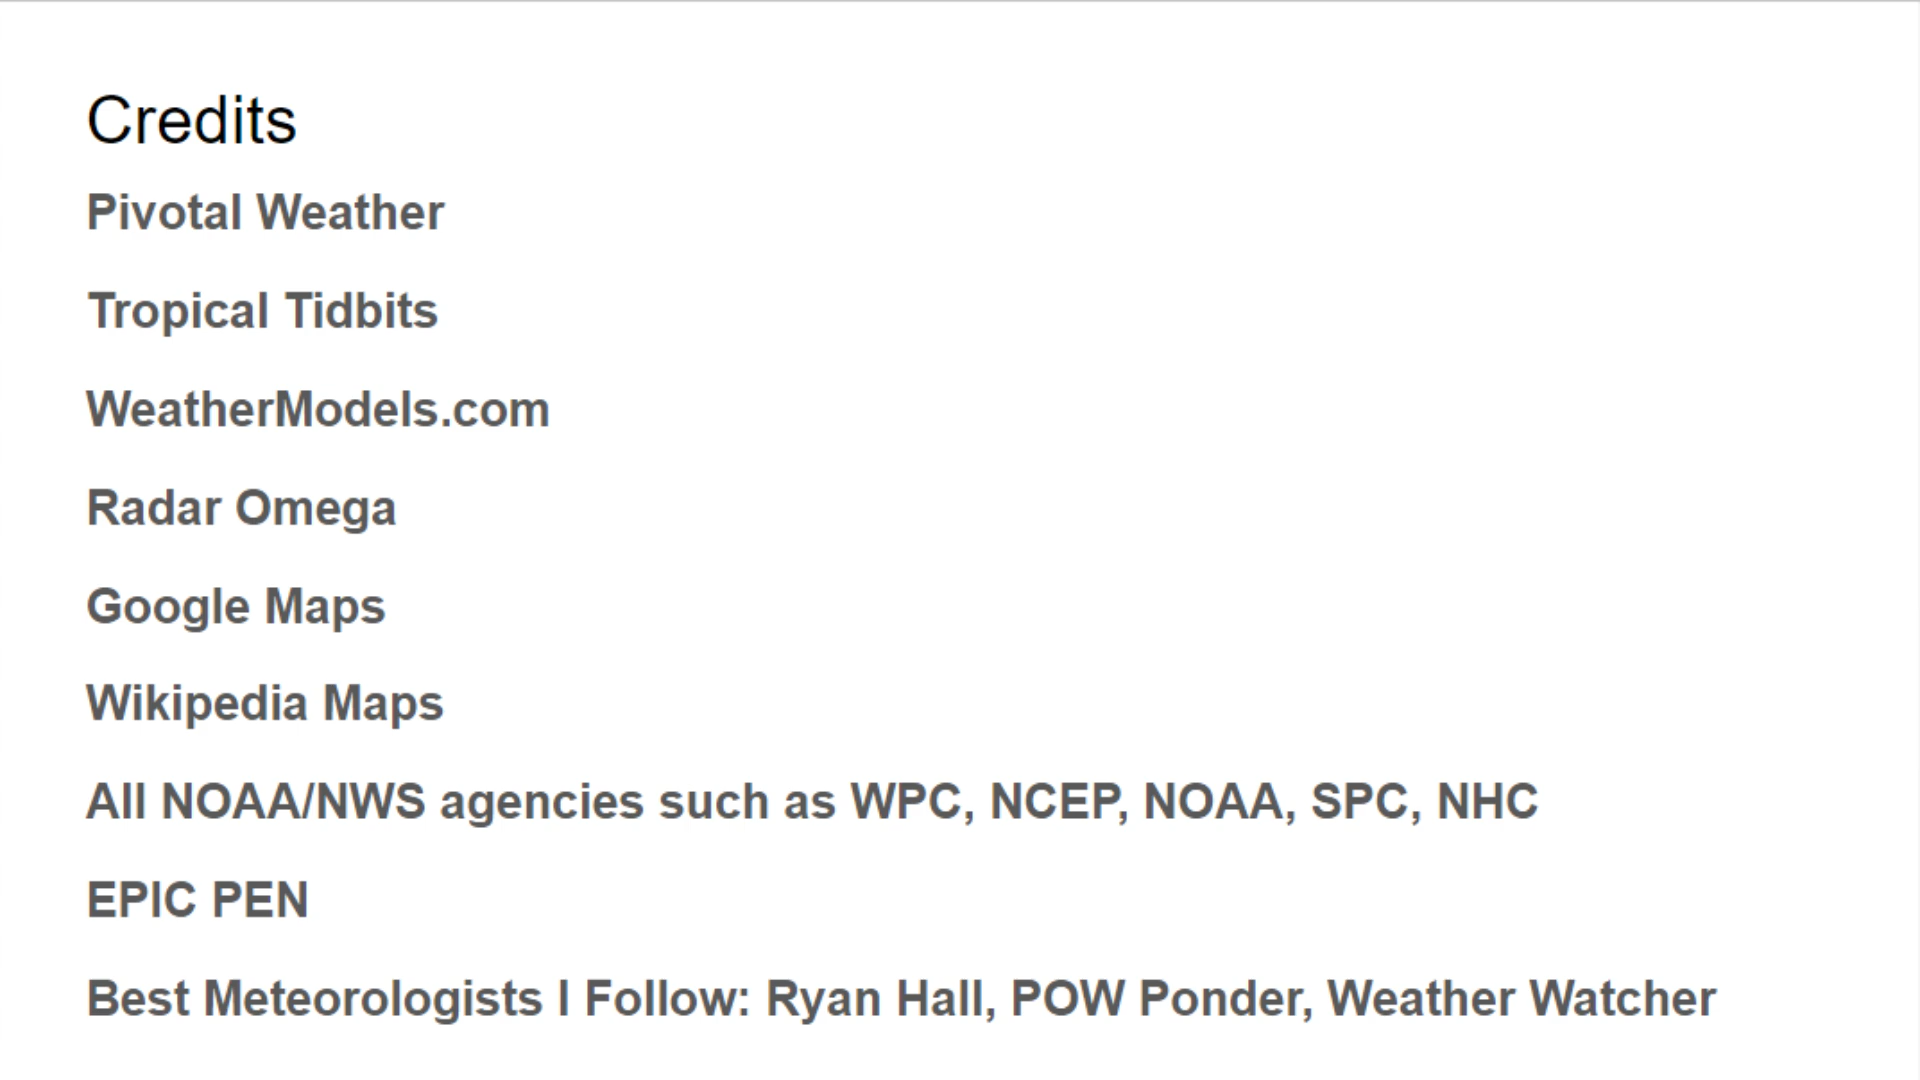 Credits
Pivotal Weather
Tropical Tidbits
WeatherModels.com
Radar Omega
Google Maps
Wikipedia Maps
All NOAA/NWS agencies such as WPC, NCEP, NOAA, SPC, NHC
EPIC PEN
Best Meteorologists I Follow: Ryan Hall, POW Ponder, Weather Watcher